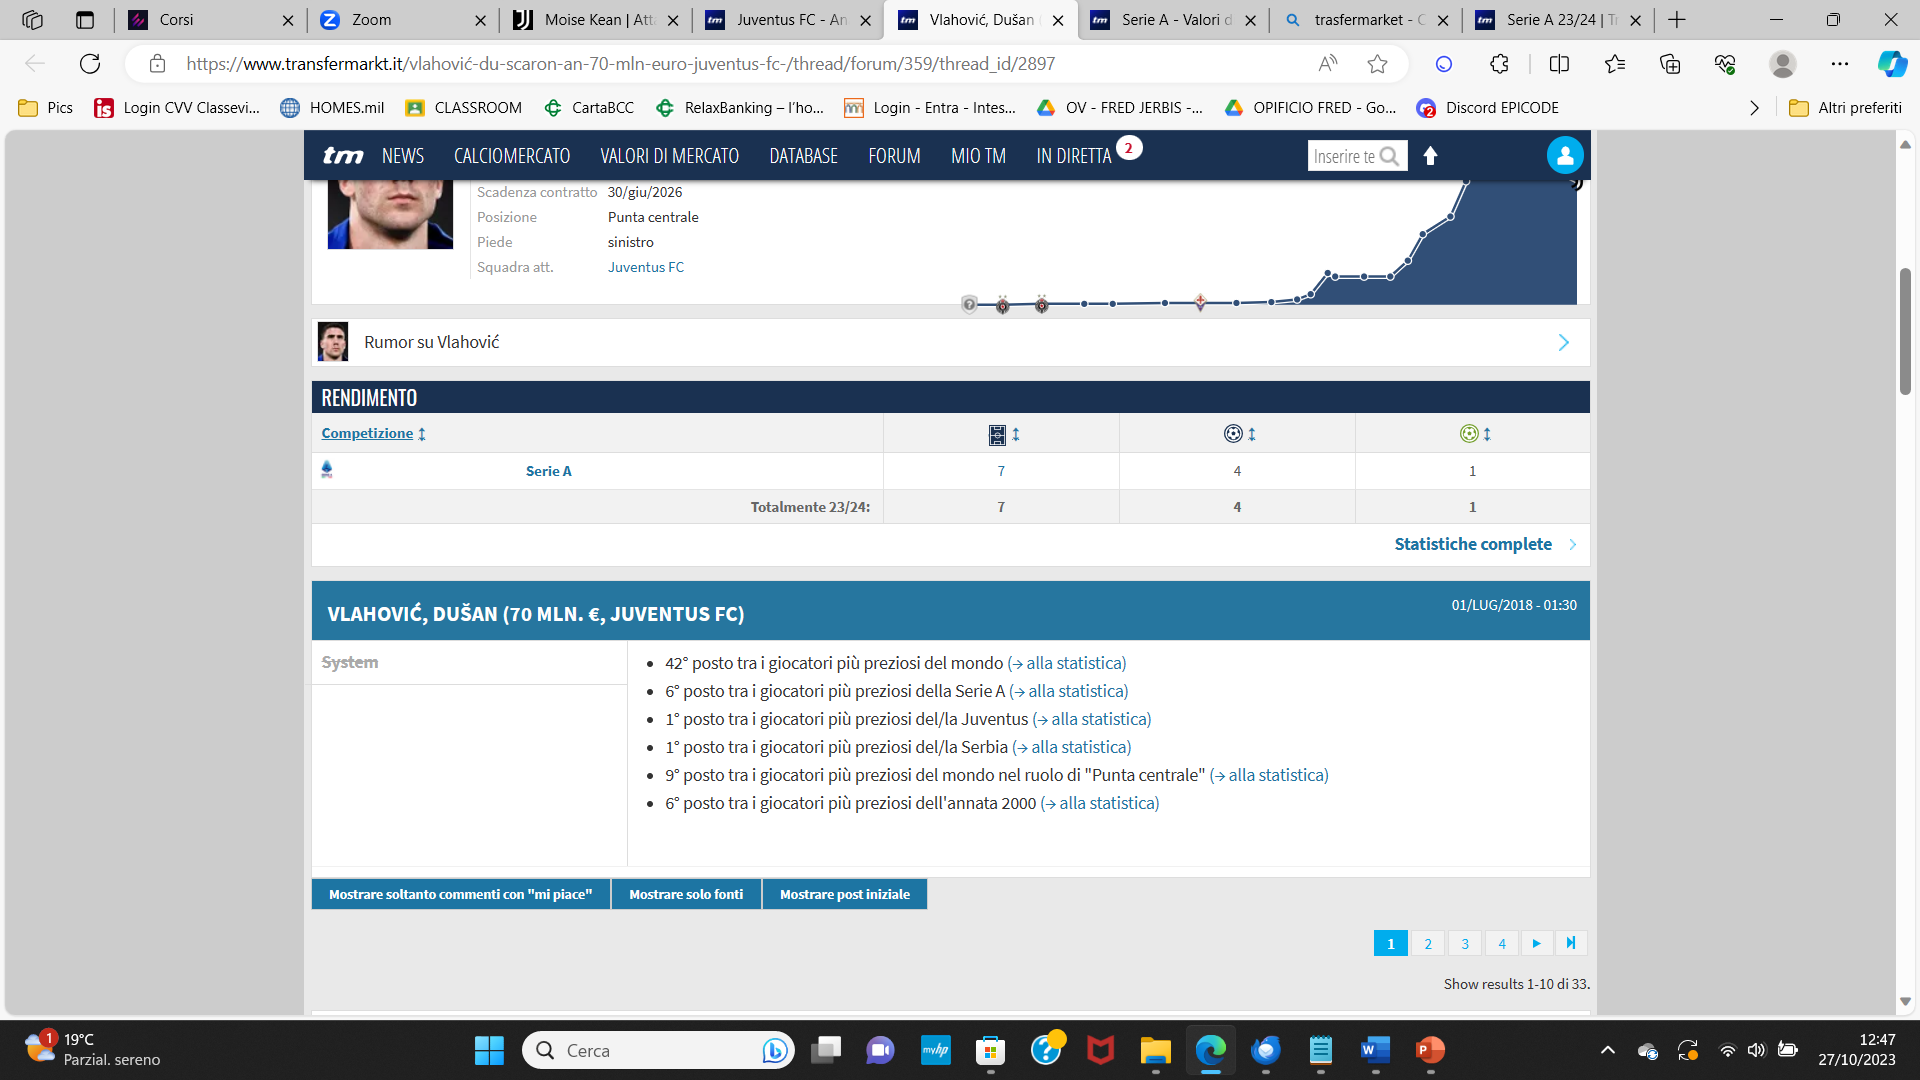 Corsi
Zoom
Moise Kean | Att
Juventus FC - An
Vlahović, Dušan
Serie A - Valori d
trasfermarket - C
Serie A 23/24 | T
https://www.transfermarkt.it/vlahović-du-scaron-an-70-mln-euro-juventus-fc-/thread/forum/359/thread_id/2897
Pics
Login CVV Classevi...
HOMES.mil
CLASSROOM
CartaBCC
RelaxBanking – l'ho...
Login - Entra - Intes...
OV - FRED JERBIS -...
OPIFICIO FRED - Go...
2
Discord EPICODE
Altri preferiti
tm
NEWS
CALCIOMERCATO
VALORI DI MERCATO
DATABASE
FORUM
MIO TM
IN DIRETTA
2
Inserire te
Scadenza contratto 30/giu/2026
Posizione Punta centrale
Piede sinistro
Squadra att. Juventus FC
Rumor su Vlahović
RENDIMENTO
Competizione
Serie A 7 4 1
Totalmente 23/24: 7 4 1
Statistiche complete
VLAHOVIĆ, DUŠAN (70 MLN. €, JUVENTUS FC)
01/LUG/2018 - 01:30
System
• 42° posto tra i giocatori più preziosi del mondo (→ alla statistica)
• 6° posto tra i giocatori più preziosi della Serie A (→ alla statistica)
• 1° posto tra i giocatori più preziosi del/la Juventus (→ alla statistica)
• 1° posto tra i giocatori più preziosi del/la Serbia (→ alla statistica)
• 9° posto tra i giocatori più preziosi del mondo nel ruolo di "Punta centrale" (→ alla statistica)
• 6° posto tra i giocatori più preziosi dell'annata 2000 (→ alla statistica)
Mostrare soltanto commenti con "mi piace"
Mostrare solo fonti
Mostrare post iniziale
1 2 3 4
Show results 1-10 di 33.
1
19°C
Parzial. sereno
Cerca
myhp
12:47
27/10/2023